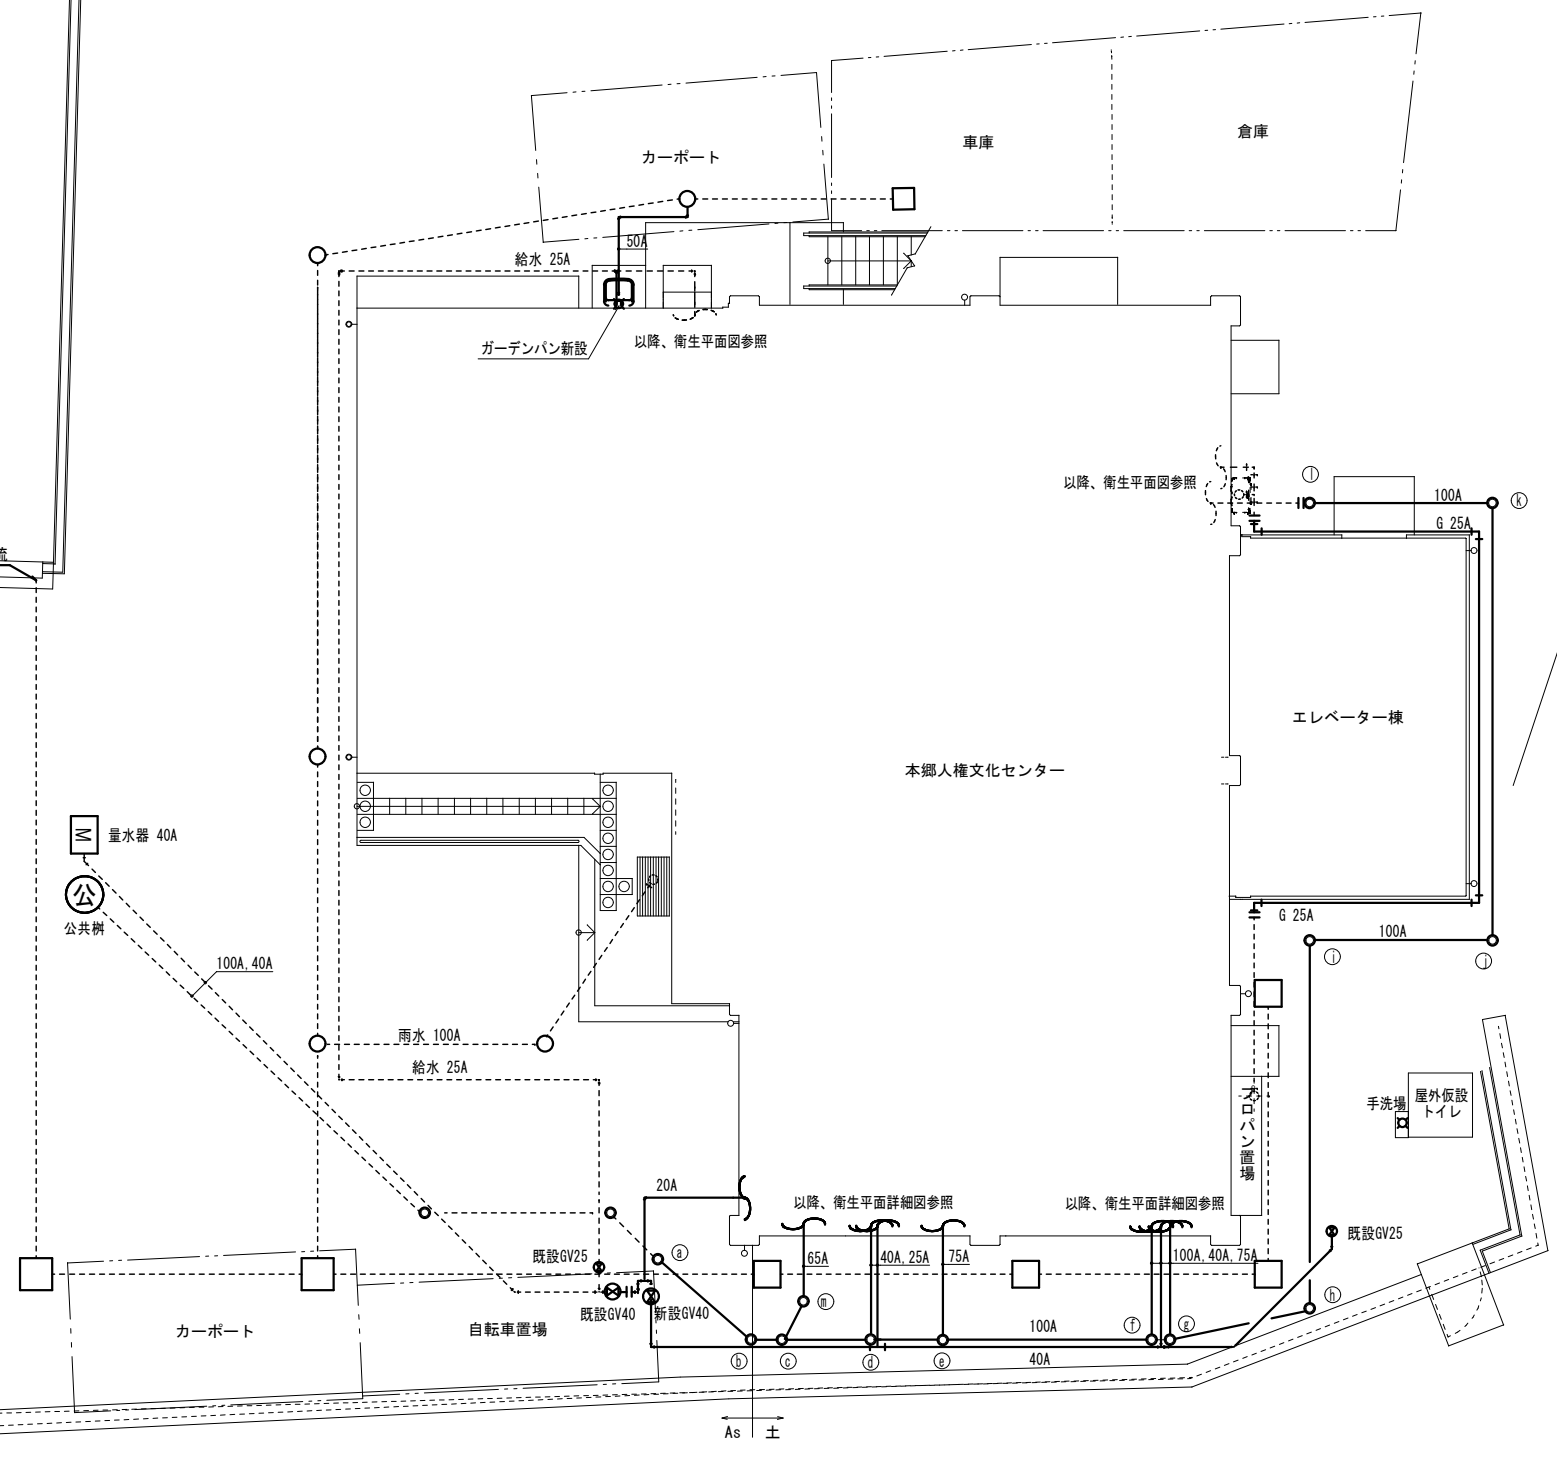 カーポート
車庫
倉庫
50A
給水 25A
ガーデンパン新設
以降、衛生平面図参照
以降、衛生平面図参照
ⓛ
100A
ⓚ
G 25A
流
エレベーター棟
本郷人権文化センター
M
量水器 40A
公
公共桝
G 25A
100A
ⓘ
ⓙ
100A,40A
雨水 100A
給水 25A
プロパン置場
手洗場
屋外仮設
トイレ
20A
以降、衛生平面詳細図参照
以降、衛生平面詳細図参照
既設GV25
既設GV25
ⓐ
65A
40A,25A
75A
100A,40A,75A
ⓜ
ⓗ
既設GV40
新設GV40
カーポート
自転車置場
100A
ⓕ
ⓖ
ⓑ
ⓒ
ⓓ
ⓔ
40A
As
土